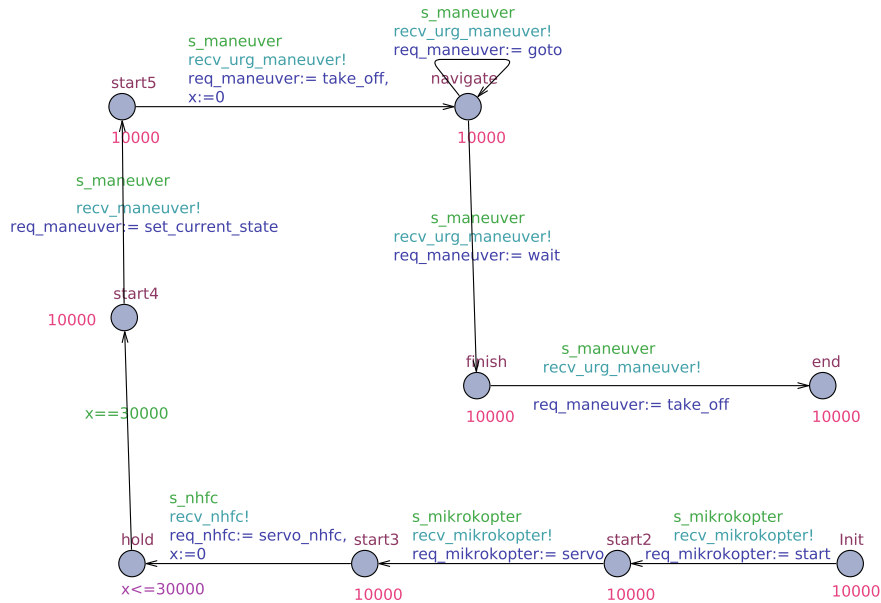 s_maneuver
recv_urg_maneuver!
req_maneuver:= goto
s_maneuver
recv_urg_maneuver!
req_maneuver:= take_off,
x:=0
start5
navigate
10000
10000
s_maneuver
recv_maneuver!
req_maneuver:= set_current_state
s_maneuver
recv_urg_maneuver!
req_maneuver:= wait
start4
10000
finish
s_maneuver
recv_urg_maneuver!
end
10000
req_maneuver:= take_off
10000
x==30000
s_nhfc
recv_nhfc!
req_nhfc:= servo_nhfc,
x:=0
hold
x<=30000
start3
10000
s_mikrokopter
recv_mikrokopter!
req_mikrokopter:= servo
start2
10000
s_mikrokopter
recv_mikrokopter!
req_mikrokopter:= start
Init
10000